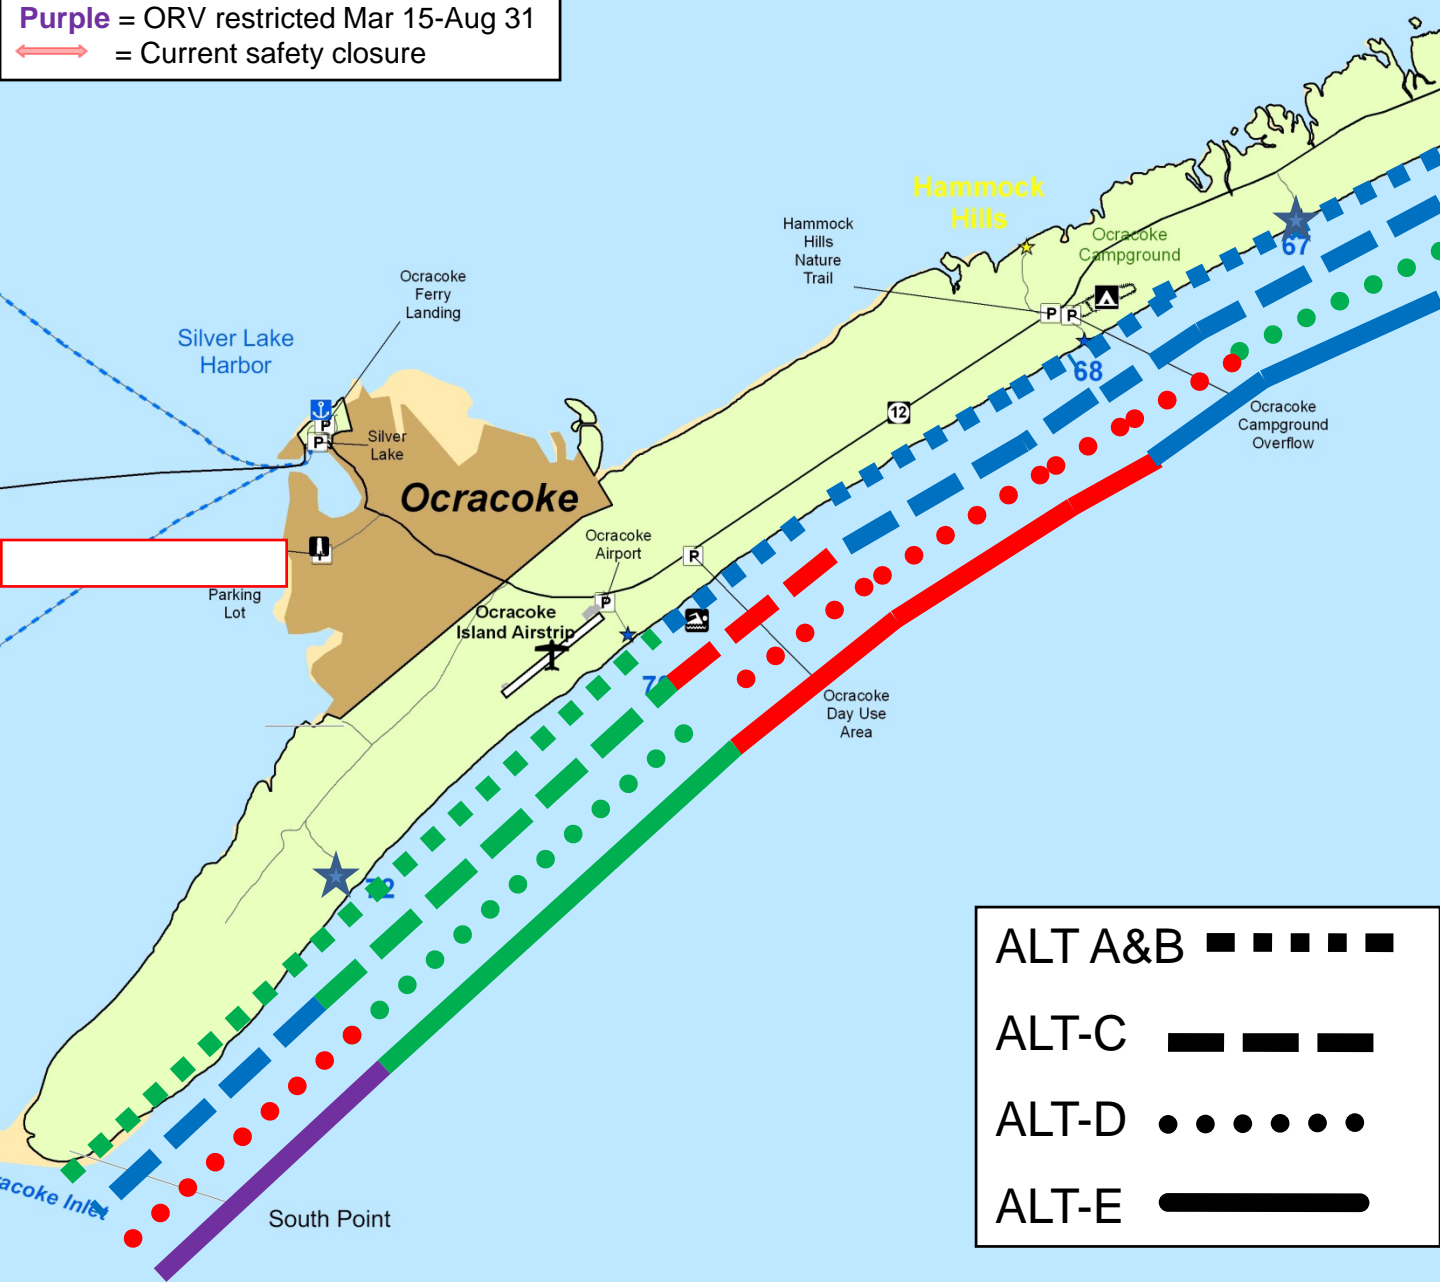 Purple = ORV restricted Mar 15-Aug 31
= Current safety closure
Hammock
Hills
Hammock
Hills
Nature
Trail
Ocracoke
Campground
67
Ocracoke
Ferry
Landing
P
P
Silver Lake
Harbor
68
12
Ocracoke
Campground
Overflow
P
P
Silver
Lake
Ocracoke
Ocracoke
Airport
P
P
Parking
Lot
Ocracoke
Island Airstrip
Ocracoke
Day Use
Area
72
ALT A&B
ALT-C
ALT-D
ALT-E
South Point
Inlet